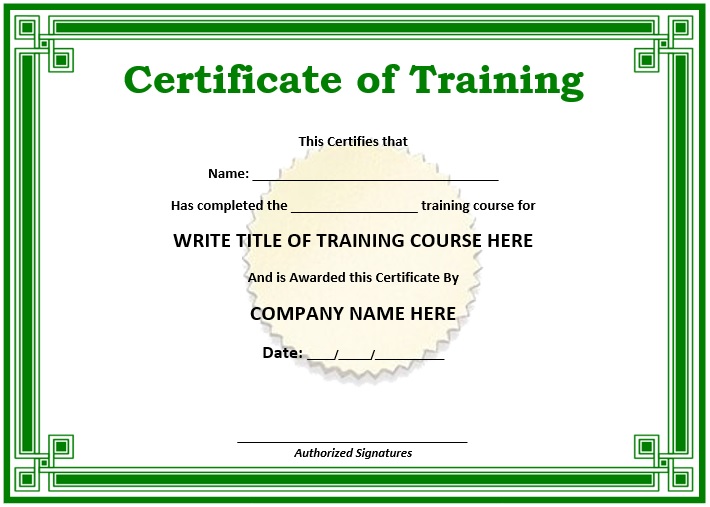 Certificate of Training
This Certifies that
Name: ___________________________________
Has completed the __________________ training course for
WRITE TITLE OF TRAINING COURSE HERE
And is Awarded this Certificate By
COMPANY NAME HERE
Date: ____/_____/__________
_________________________________
Authorized Signatures